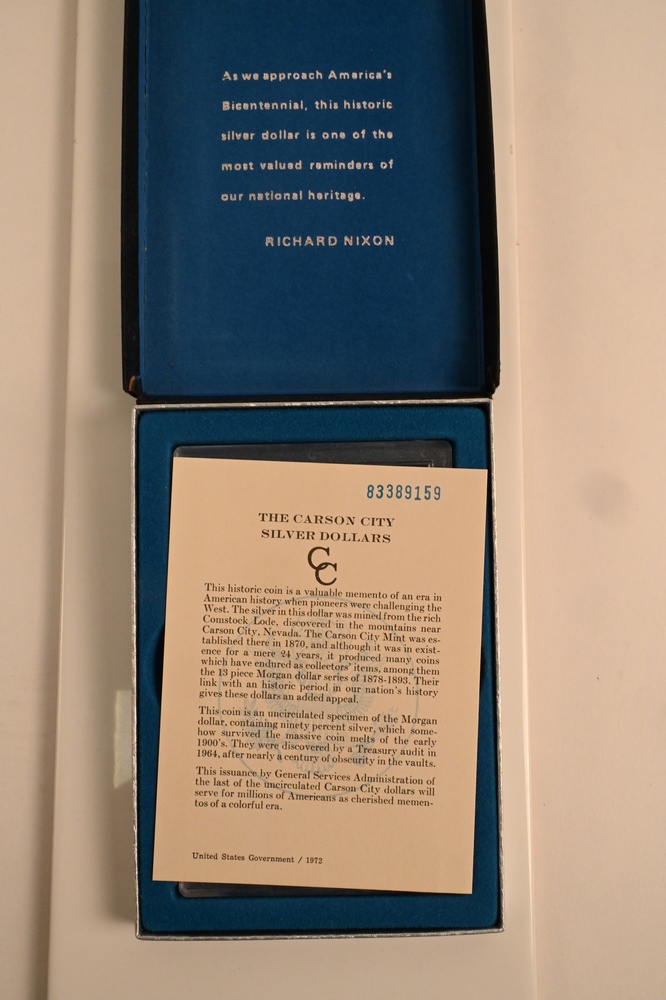 As we approach America's
Bicentennial, this historic
silver dollar is one of the
most valued reminders of
our national heritage.
RICHARD NIXON
83389159
THE CARSON CITY
SILVER DOLLARS
CC
This historic coin is a valuable memento of an era in
American history when pioneers were challenging the
West. The silver in this dollar was mined from the rich
Comstock Lode, discovered in the mountains near
Carson City, Nevada. The Carson City Mint was es-
tablished there in 1870, and although it was in exist-
ence for a mere 24 years, it produced many coins
which have endured as collectors' items, among them
the 13 piece Morgan dollar series of 1878-1893. Their
link with an historic period in our nation's history
gives these dollars an added appeal.
This coin is an uncirculated specimen of the Morgan
dollar, containing ninety percent silver, which some-
how survived the massive coin melts of the early
1900's. They were discovered by a Treasury audit in
1964, after nearly a century of obscurity in the vaults.
This issuance by General Services Administration of
the last of the uncirculated Carson City dollars will
serve for millions of Americans as cherished memen-
tos of a colorful era.
United States Government / 1972